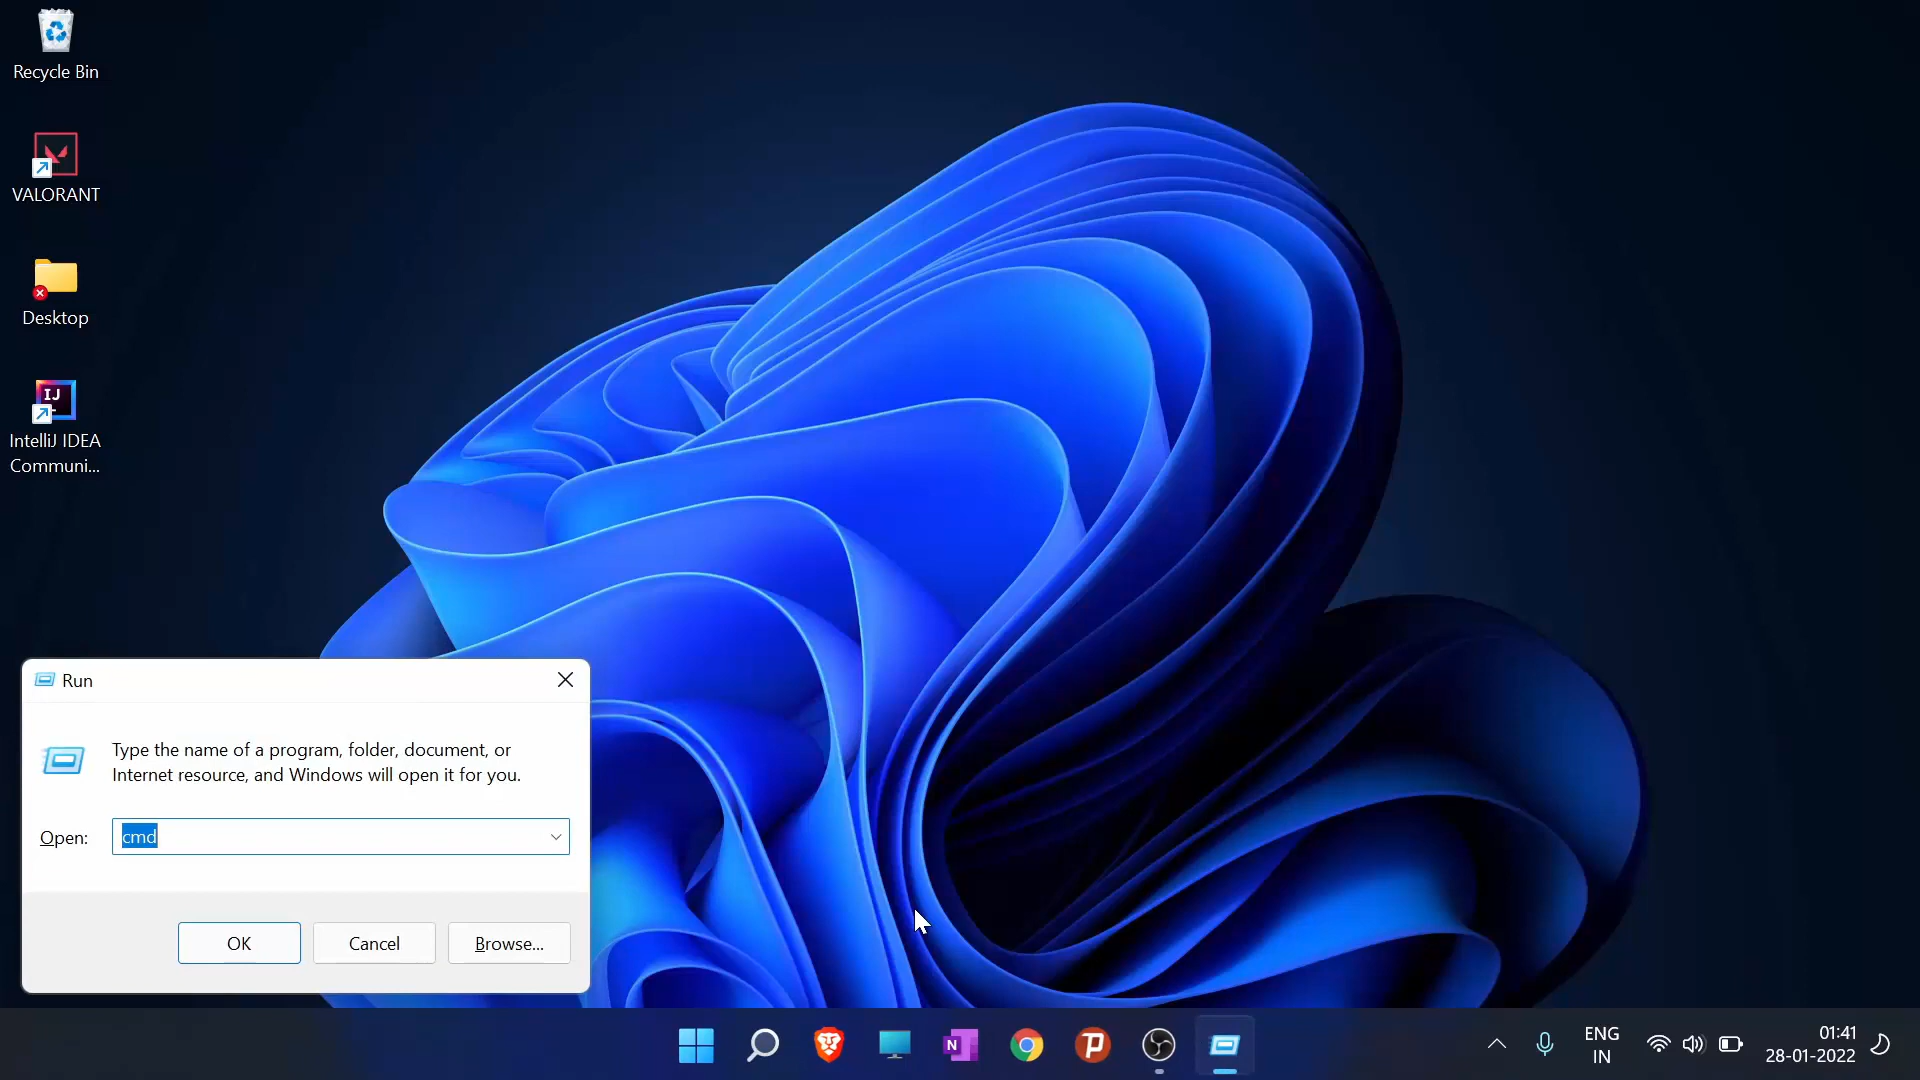 Recycle Bin
VALORANT
Desktop
IJ
IntelliJ IDEA
Communi...
Run
Type the name of a program, folder, document, or
Internet resource, and Windows will open it for you.
Open:
cmd
OK
Cancel
Browse...
N
ENG
IN
01:41
28-01-2022